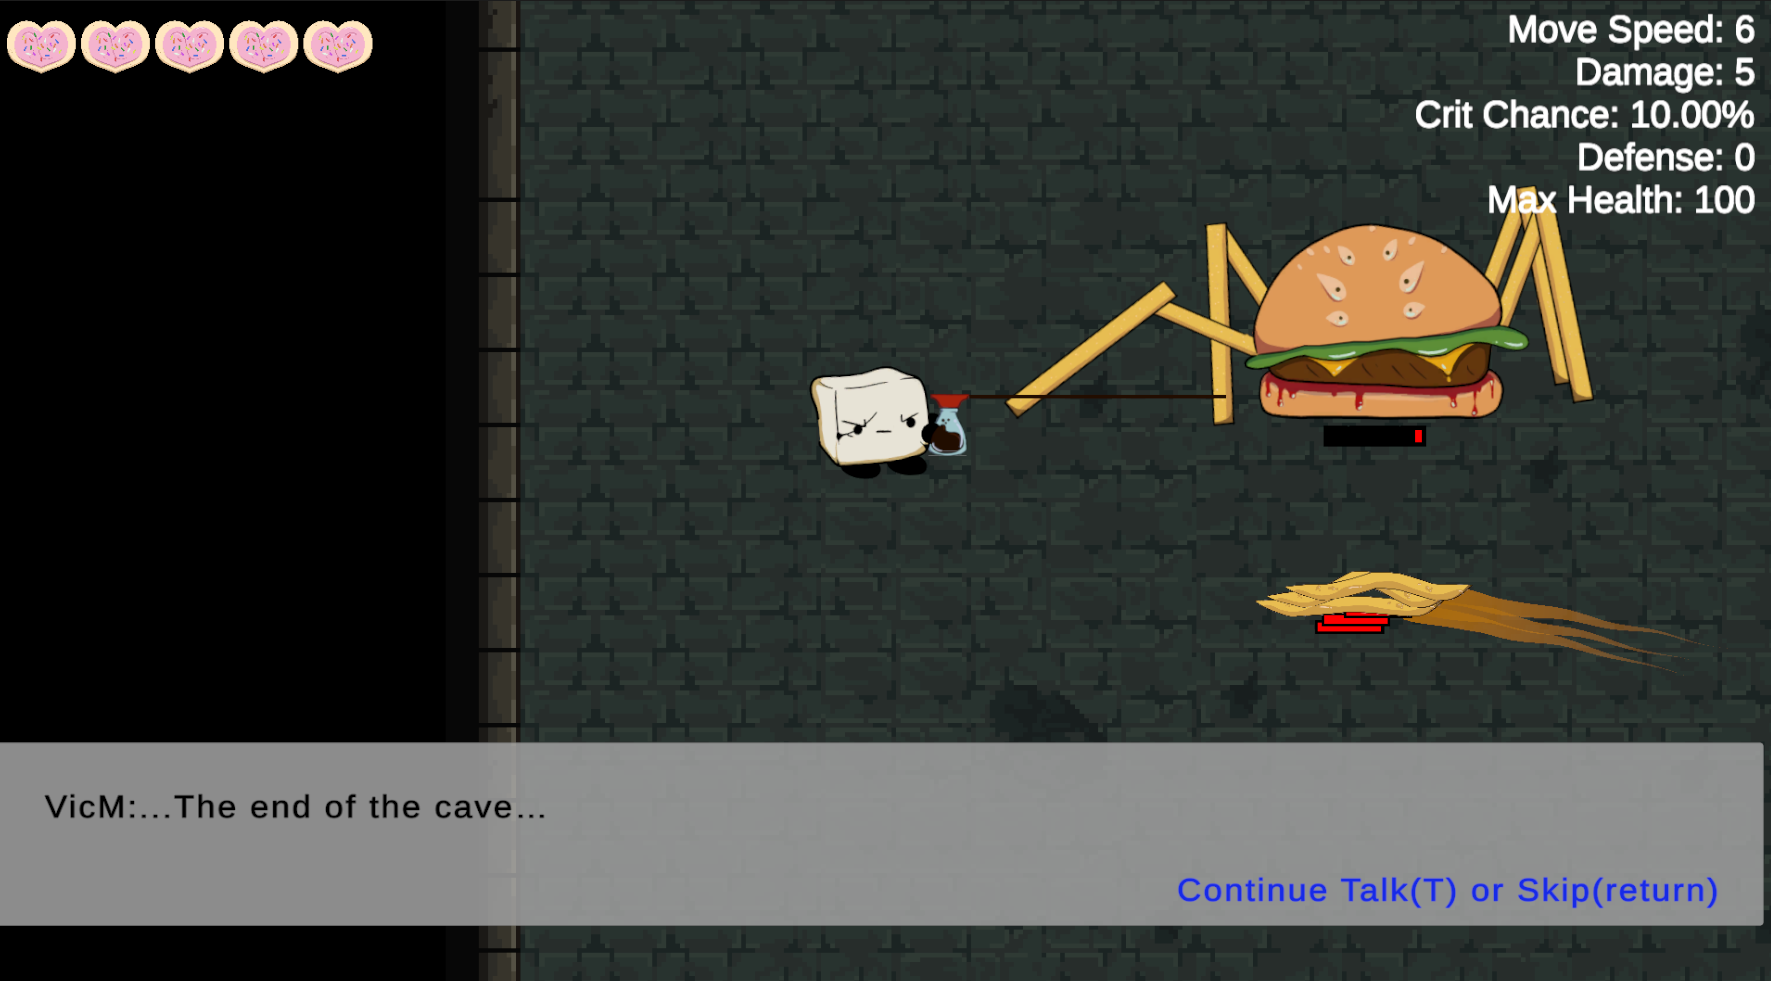 Move Speed: 6
Damage: 5
Crit Chance: 10.00%
Defense: 0
Max Health: 100
VicM:...The end of the cave...
Continue Talk(T) or Skip(return)